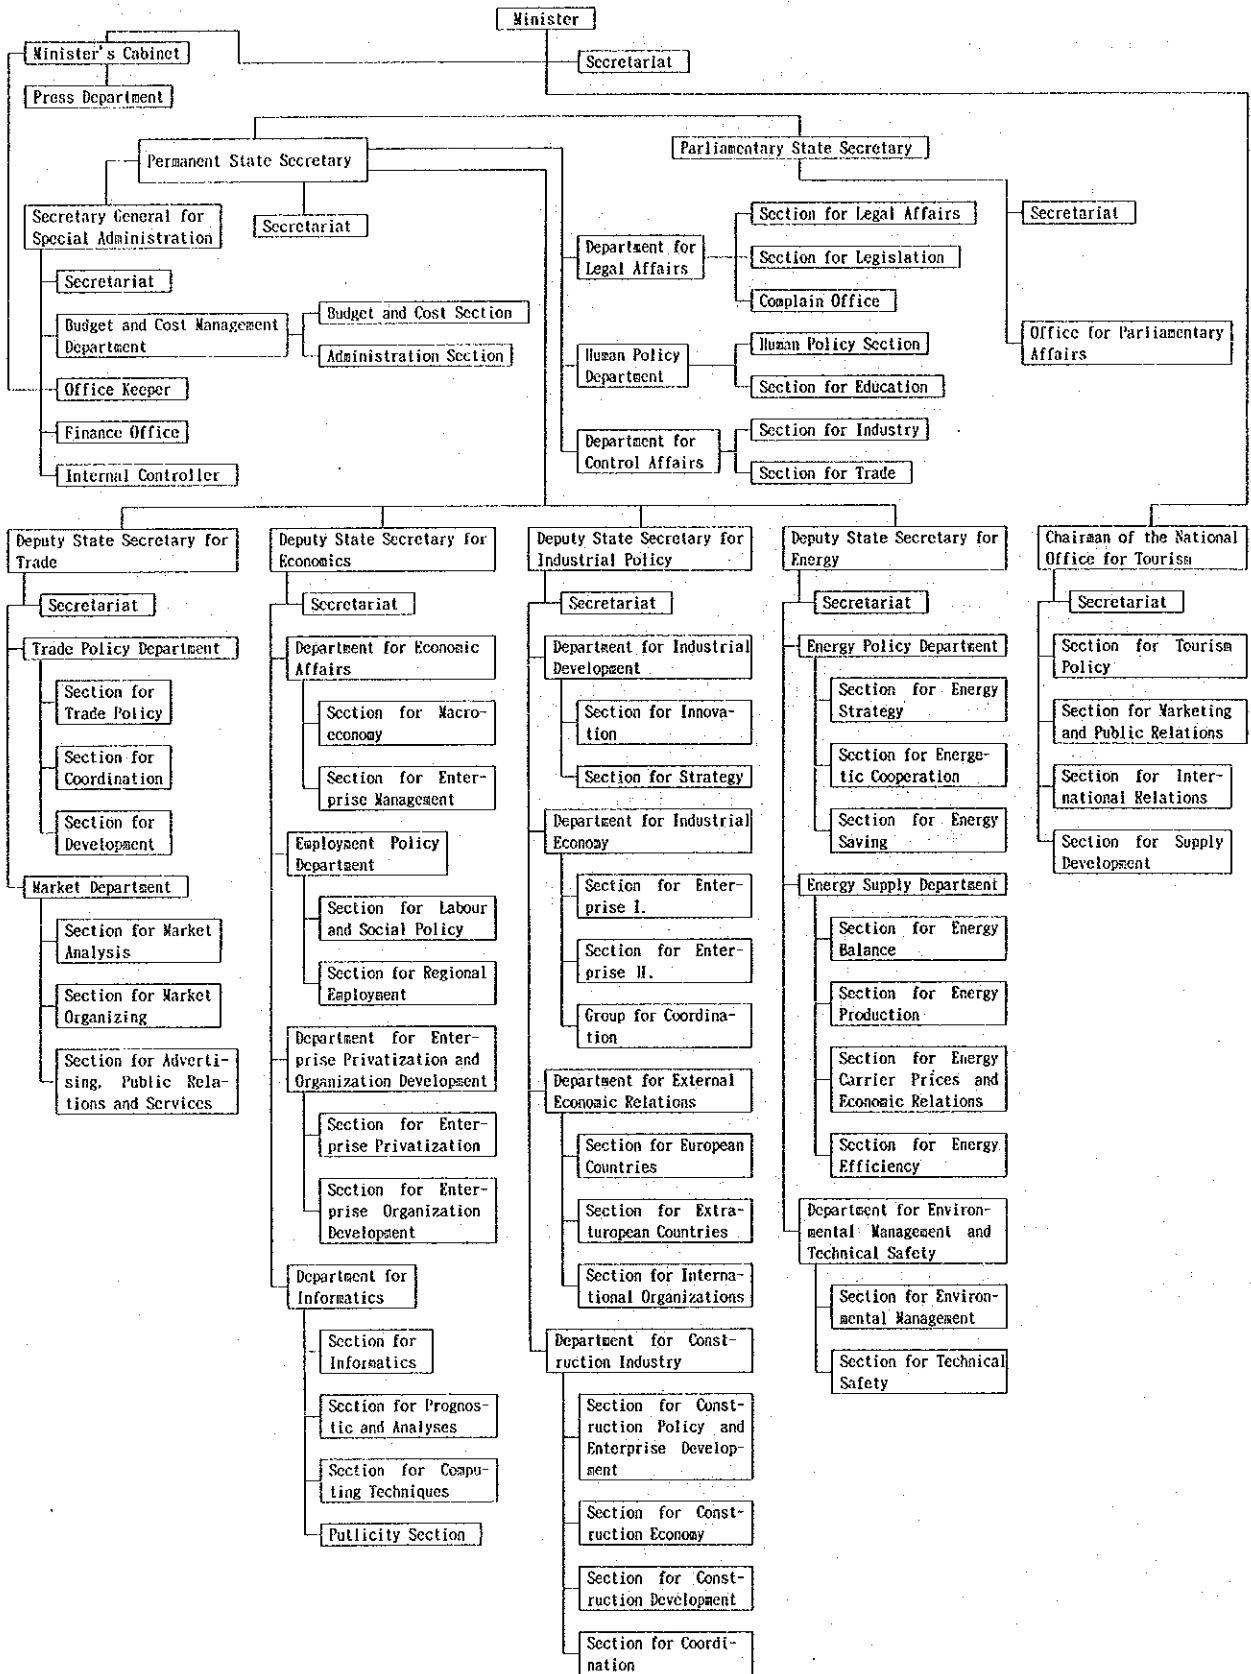 Minister
Minister's Cabinet
Secretariat
Press Department
Permanent State Secretary
Parliamentary State Secretary
Secretary General for
Special Administration
Secretariat
Secretariat
Budget and Cost Management
Department
Budget and Cost Section
Administration Section
Office Keeper
Finance Office
Internal Controller
Department for
Legal Affairs
Section for Legal Affairs
Section for Legislation
Complain Office
Human Policy
Department
Human Policy Section
Section for Education
Department for
Control Affairs
Section for Industry
Section for Trade
Secretariat
Office for Parliamentary
Affairs
Deputy State Secretary for
Trade
Secretariat
Trade Policy Department
Section for
Trade Policy
Section for
Coordination
Section for
Development
Market Department
Section for Market
Analysis
Section for Market
Organizing
Section for Adverti-
sing, Public Rela-
tions and Services
Deputy State Secretary for
Economics
Secretariat
Department for Economic
Affairs
Section for Macro-
economy
Section for Enter-
prise Management
Employment Policy
Department
Section for Labour
and Social Policy
Section for Regional
Employment
Department for Enter-
prise Privatization and
Organization Development
Section for Enter-
prise Privatization
Section for Enter-
prise Organization
Development
Department for
Informatics
Section for
Informatics
Section for Prognos-
tic and Analyses
Section for Compu-
ting Techniques
Putlicity Section
Deputy State Secretary for
Industrial Policy
Secretariat
Department for Industrial
Development
Section for Innova-
tion
Section for Strategy
Department for Industrial
Economy
Section for Enter-
prise I.
Section for Enter-
prise II.
Group for Coordina-
tion
Department for External
Economic Relations
Section for European
Countries
Section for Extra-
turopean Countries
Section for Interna-
tional Organizations
Department for Const-
ruction Industry
Section for Const-
ruction Policy and
Enterprise Develop-
ment
Section for Const-
ruction Economy
Section for Const-
ruction Development
Section for Coordi-
nation
Deputy State Secretary for
Energy
Secretariat
Energy Policy Department
Section for Energy
Strategy
Section for Energe-
tic Cooperation
Section for Energy
Saving
Energy Supply Department
Section for Energy
Balance
Section for Energy
Production
Section for Energy
Carrier Prices and
Economic Relations
Section for Energy
Efficiency
Department for Environ-
mental Management and
Technical Safety
Section for Environ-
mental Management
Section for Technical
Safety
Chairman of the National
Office for Tourism
Secretariat
Section for Tourism
Policy
Section for Marketing
and Public Relations
Section for Inter-
national Relations
Section for Supply
Development